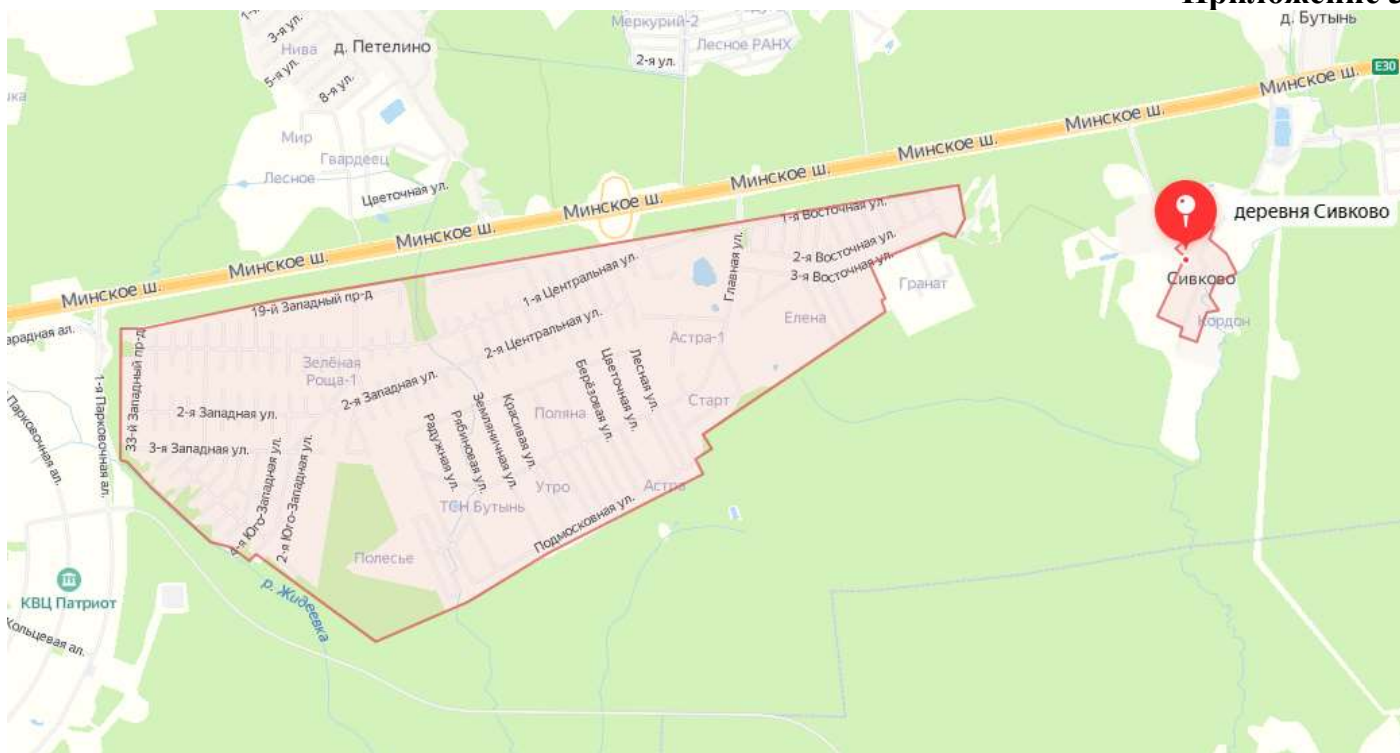 Приложение
д. Бутынь
1-я ул.
3-я ул.
Нива
д. Петелино
5-я ул.
8-я ул.
Меркурий-2
Лесное РАНХ
2-я ул.
E30
Минское ш.
Минское ш.
Минское ш.
Минское ш.
Минское ш.
Минское ш.
Минское ш.
Минское ш.
Мир
Гвардеец
Лесное
Цветочная ул.
1-я Восточная ул.
2-я Восточная ул.
3-я Восточная ул.
Главная ул.
деревня Сивково
Сивково
Кордон
Гранат
Елена
Астра-1
19-й Западный пр-д
1-я Центральная ул.
2-я Центральная ул.
Зелёная
Роща-1
33-й Западный пр-д
1-я Парковочная ал.
Парковочная ал.
2-я Западная ул.
2-я Западная ул.
3-я Западная ул.
4-я Юго-Западная ул.
2-я Юго-Западная ул.
Радужная ул.
Рябиновая ул.
Земляничная ул.
Красивая ул.
Поляна
Берёзовая ул.
Цветочная ул.
Лесная ул.
Старт
Утро
Астра
ТСН Бутынь
Подмосковная ул.
Полесье
р. Жидеевка
КВЦ Патриот
Кольцевая ал.